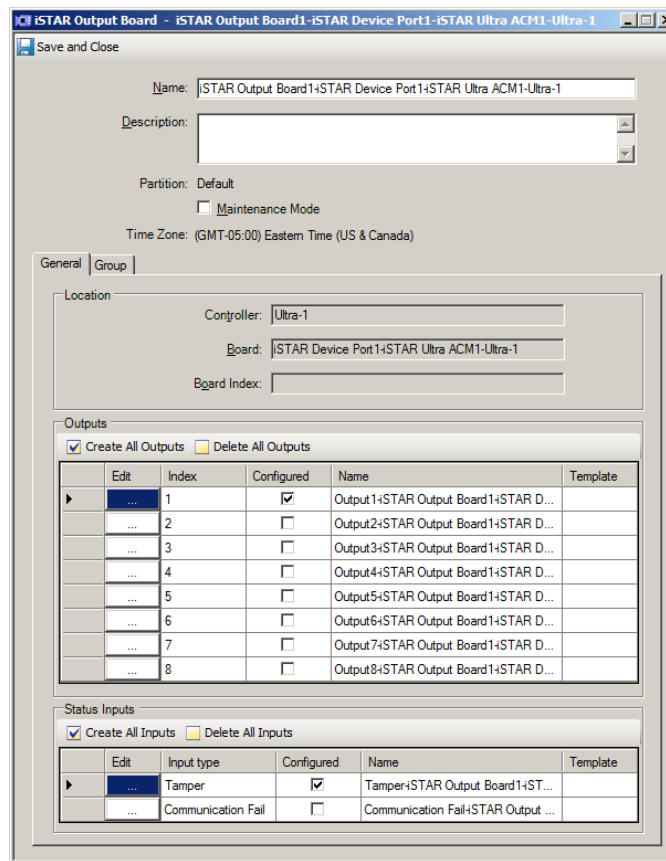 iSTAR Output Board - iSTAR Output Board1-iSTAR Device Port1-iSTAR Ultra ACM1-Ultra-1
Save and Close
Name: iSTAR Output Board1-iSTAR Device Port1-iSTAR Ultra ACM1-Ultra-1
Description:
Partition: Default
Maintenance Mode
Time Zone: (GMT-05:00) Eastern Time (US & Canada)
General Group
Location
Controller: Ultra-1
Board: iSTAR Device Port1-iSTAR Ultra ACM1-Ultra-1
Board Index:
Outputs
Create All Outputs Delete All Outputs
Edit Index Configured Name Template
... 1 Output1-iSTAR Output Board1-iSTAR D...
... 2 Output2-iSTAR Output Board1-iSTAR D...
... 3 Output3-iSTAR Output Board1-iSTAR D...
... 4 Output4-iSTAR Output Board1-iSTAR D...
... 5 Output5-iSTAR Output Board1-iSTAR D...
... 6 Output6-iSTAR Output Board1-iSTAR D...
... 7 Output7-iSTAR Output Board1-iSTAR D...
... 8 Output8-iSTAR Output Board1-iSTAR D...
Status Inputs
Create All Inputs Delete All Inputs
Edit Input type Configured Name Template
... Tamper Tamper-iSTAR Output Board1-iST...
... Communication Fail Communication Fail-iSTAR Output ...